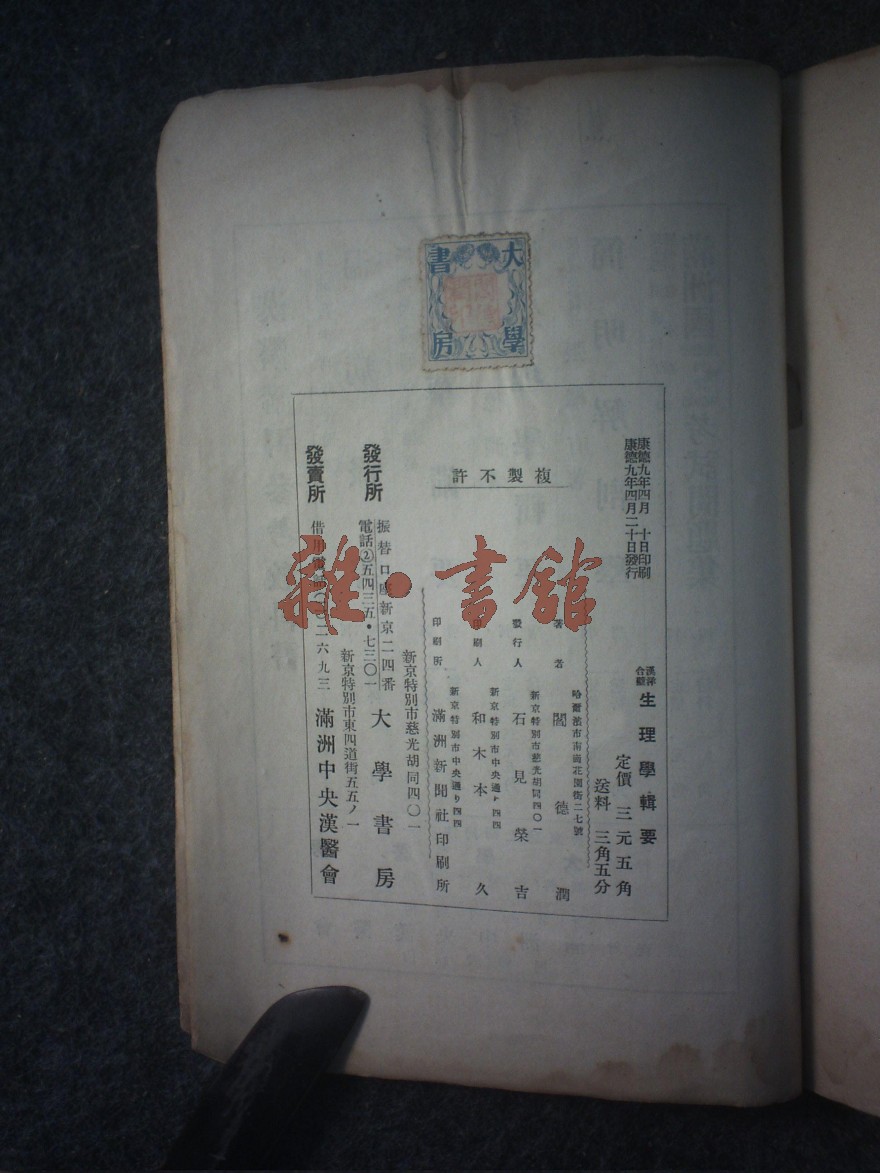 大學書房
康德九年四月 十日印刷
康德九年四月二十日發行
複製不許
漢洋合纂 生理學輯要
定價 三元五角
送料 三角五分
哈爾濱市南崗花園街二七號
著者 閻德潤
新京特別市慈光胡同四〇一
發行人 石見榮吉
新京特別市中央通り四四
印刷人 和木本久
新京特別市中央通り四四
印刷所 滿洲新聞社印刷所
新京特別市慈光胡同四〇一
發行所 大學書房
振替口座新京二四番
電話②五四三五・七三〇一
新京特別市東四道街五五ノ一
發賣所 滿洲中央漢醫會
借用電話 二六九三
雜・書館